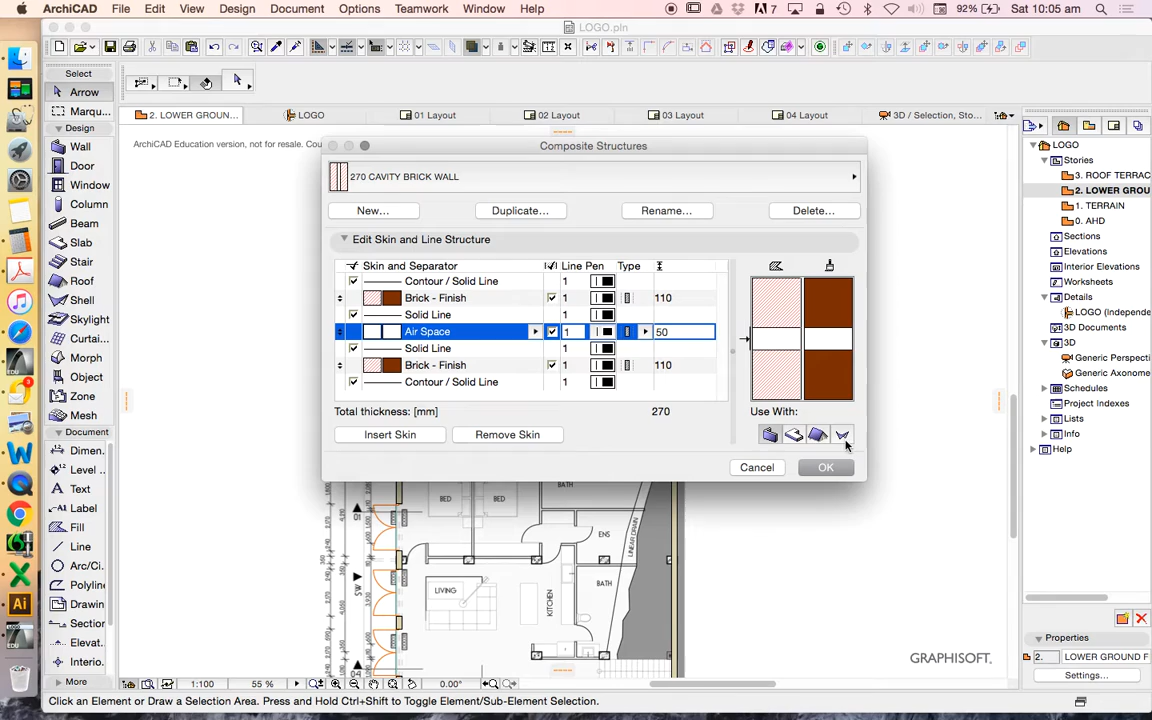 ArchiCAD File Edit View Design Document Options Teamwork Window Help 7 92% Sat 10:05 am
LOGO.pln
Select
Arrow
Marqu...
Design
Wall
Door
Window
Column
Beam
Slab
Stair
Roof
Shell
Skylight
Curtai...
Morph
Object
Zone
Mesh
Document
Dimen...
Level ...
Text
Label
Fill
Line
Arc/Ci...
Polyline
Drawin
Section
Elevat...
Interio...
More
2. LOWER GROUN... LOGO 01 Layout 02 Layout 03 Layout 04 Layout 3D / Selection, Sto...
ArchiCAD Education version, not for resale. Cou
Composite Structures
270 CAVITY BRICK WALL
New... Duplicate... Rename... Delete...
Edit Skin and Line Structure
Skin and Separator Line Pen Type
Contour / Solid Line 1
Brick - Finish 1 110
Solid Line 1
Air Space 1 50
Solid Line 1
Brick - Finish 1 110
Contour / Solid Line 1
Total thickness: [mm] 270
Use With:
Insert Skin Remove Skin
Cancel OK
BED BED BATH
ENS
LINEAR DRAIN
BATH
LIVING
KITCHEN
SW
LOGO
Stories
3. ROOF TERRAC
2. LOWER GROU
1. TERRAIN
0. AHD
Sections
Elevations
Interior Elevations
Worksheets
Details
LOGO (Independe
3D Documents
3D
Generic Perspecti
Generic Axonome
Schedules
Project Indexes
Lists
Info
Help
GRAPHISOFT.
Properties
2. LOWER GROUND F
Settings...
1:100 55 % 0.00°
Click an Element or Draw a Selection Area. Press and Hold Ctrl+Shift to Toggle Element/Sub-Element Selection.